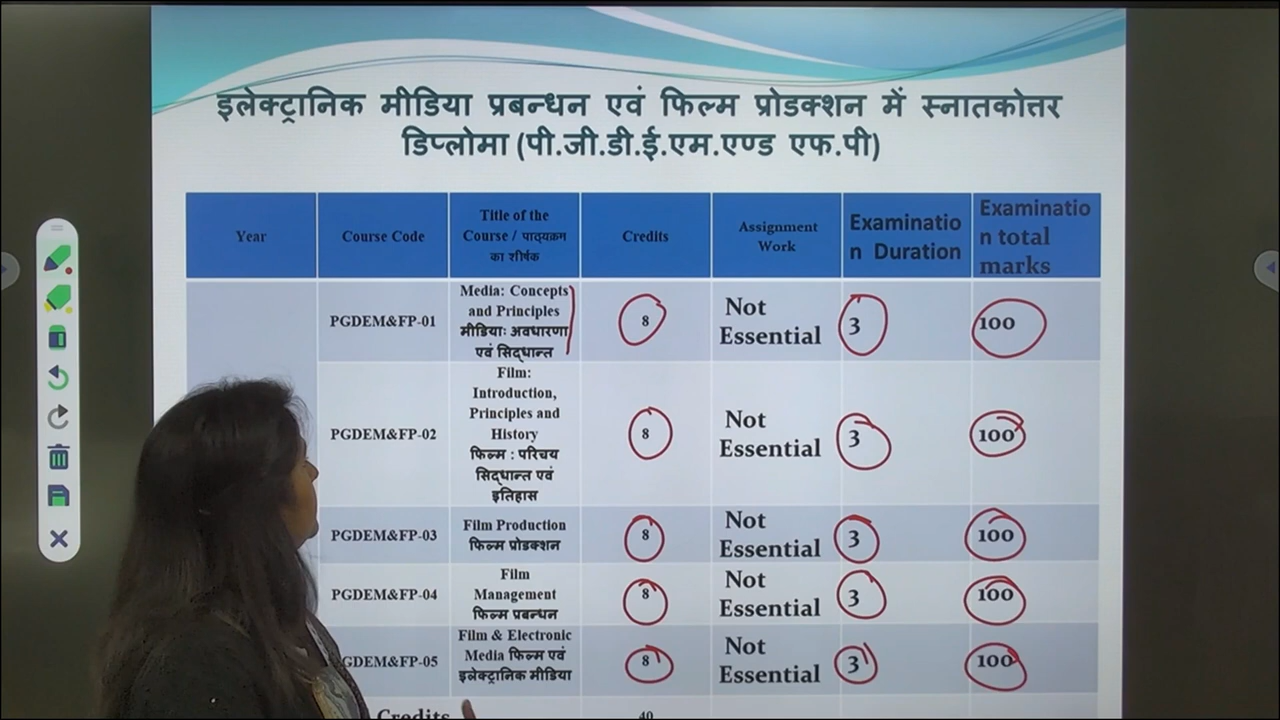 इलेक्ट्रानिक मीडिया प्रबन्धन एवं फिल्म प्रोडक्शन में स्नातकोत्तर
डिप्लोमा (पी.जी.डी.ई.एम.एण्ड एफ.पी)
Year
Course Code
Title of the
Course / पाठ्यक्रम
का शीर्षक
Credits
Assignment
Work
Examinatio
n Duration
Examinatio
n total
marks
PGDEM&FP-01
Media: Concepts
and Principles
मीडियाः अवधारणा
एवं सिद्धान्त
8
Not
Essential
3
100
PGDEM&FP-02
Film:
Introduction,
Principles and
History
फिल्म : परिचय
सिद्धान्त एवं
इतिहास
8
Not
Essential
3
100
PGDEM&FP-03
Film Production
फिल्म प्रोडक्शन
8
Not
Essential
3
100
PGDEM&FP-04
Film
Management
फिल्म प्रबन्धन
8
Not
Essential
3
100
GDEM&FP-05
Film & Electronic
Media फिल्म एवं
इलेक्ट्रानिक मीडिया
8
Not
Essential
3
100
Credits
40